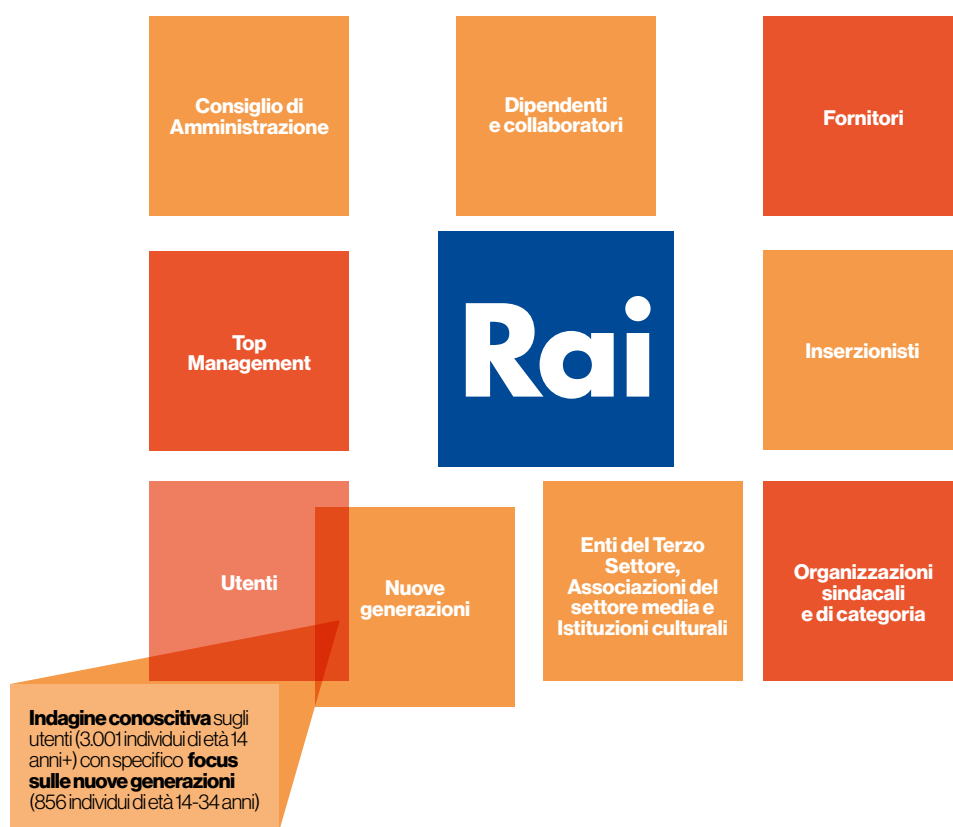 Consiglio di
Amministrazione
Dipendenti
e collaboratori
Fornitori
Top
Management
Rai
Inserzionisti
Utenti
Nuove
generazioni
Enti del Terzo
Settore,
Associazioni del
settore media e
Istituzioni culturali
Organizzazioni
sindacali
e di categoria
Indagine conoscitiva sugli
utenti (3.001 individui di età 14
anni+) con specifico focus
sulle nuove generazioni
(856 individui di età 14-34 anni)